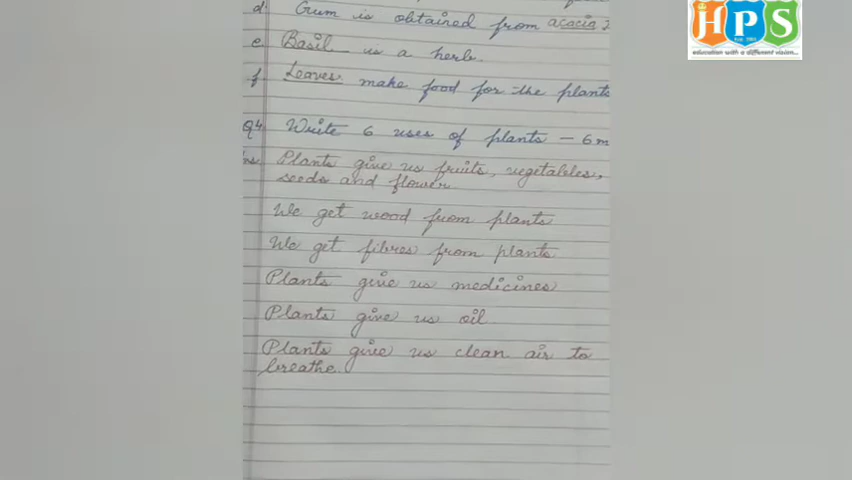 d. Gum is obtained from acacia
e. Basil is a herb.
f. Leaves make food for the plants
Q4 Write 6 uses of plants - 6 m
ns. Plants give us fruits, vegetables,
seeds and flower
We get wood from plants
We get fibres from plants
Plants give us medicines
Plants give us oil
Plants give us clean air to
breathe.
HPS
education with a different vision...